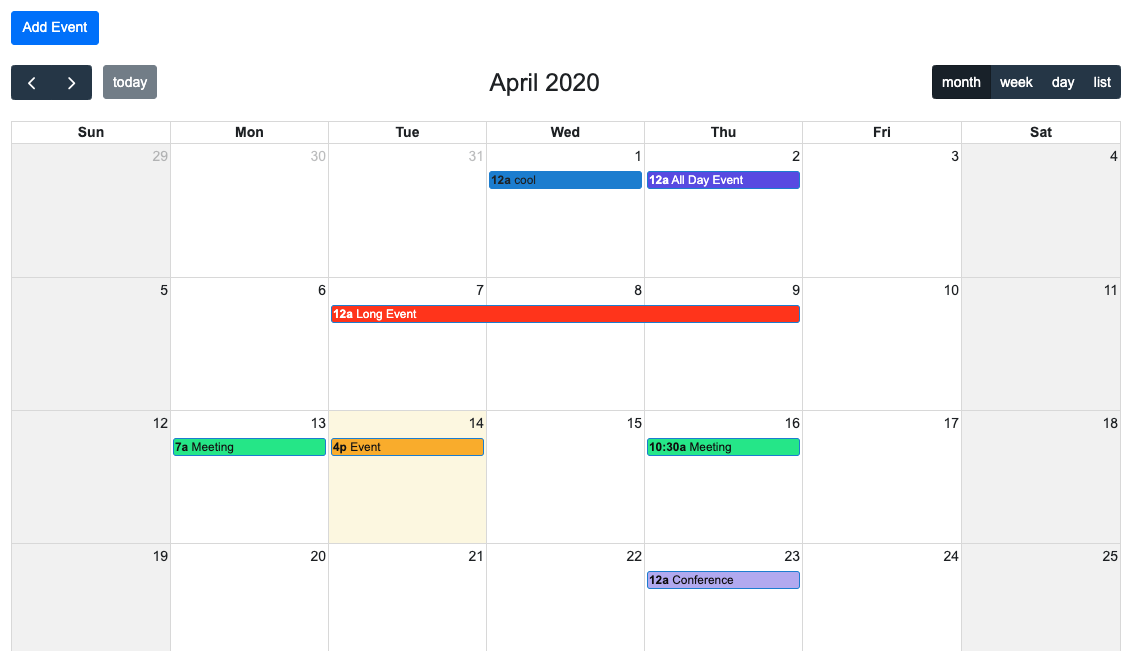 Add Event
today
April 2020
month week day list
Sun Mon Tue Wed Thu Fri Sat
29 30 31 1 2 3 4
12a cool 12a All Day Event
5 6 7 8 9 10 11
12a Long Event
12 13 14 15 16 17 18
7a Meeting 4p Event 10:30a Meeting
19 20 21 22 23 24 25
12a Conference